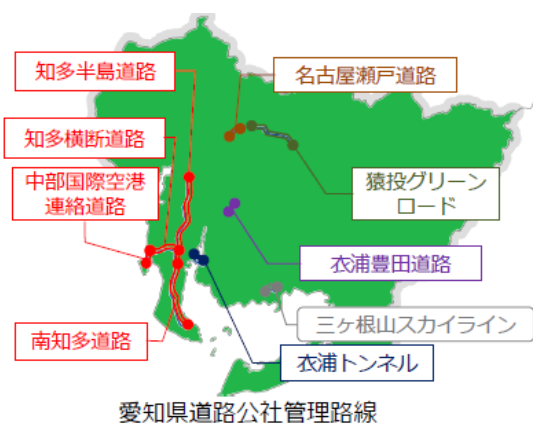 知多半島道路
名古屋瀬戸道路
知多横断道路
中部国際空港
連絡道路
猿投グリーン
ロード
衣浦豊田道路
三ヶ根山スカイライン
南知多道路
衣浦トンネル
愛知県道路公社管理路線